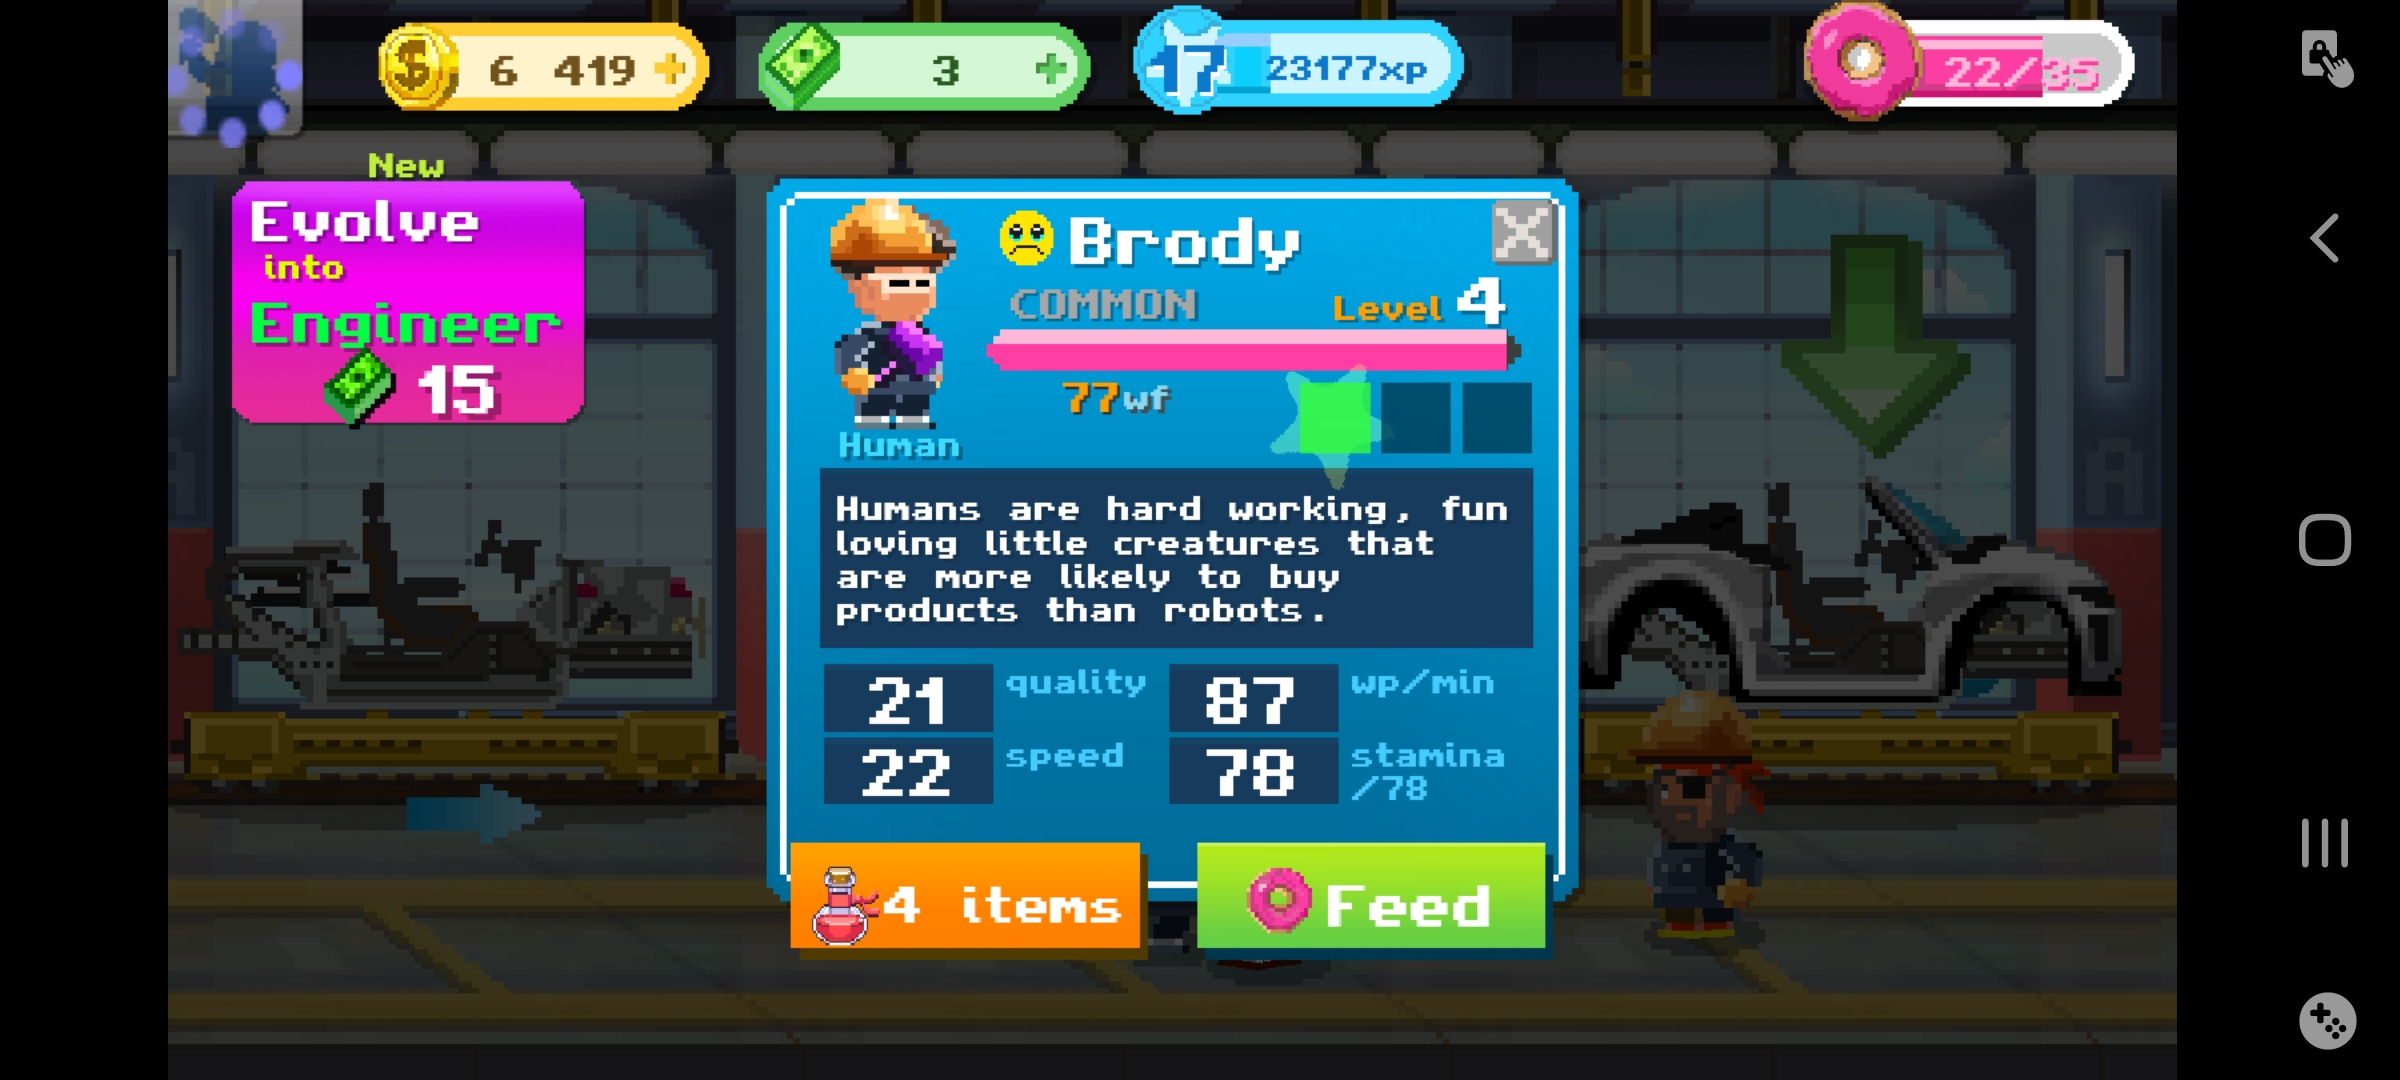 6 419
3
17
23177xp
22/35
New
Evolve
into
Engineer
15
Brody
COMMON
Level 4
77wf
Human
Humans are hard working, fun
loving little creatures that
are more likely to buy
products than robots.
21 quality
87 wp/min
22 speed
78 stamina
/78
4 items
Feed